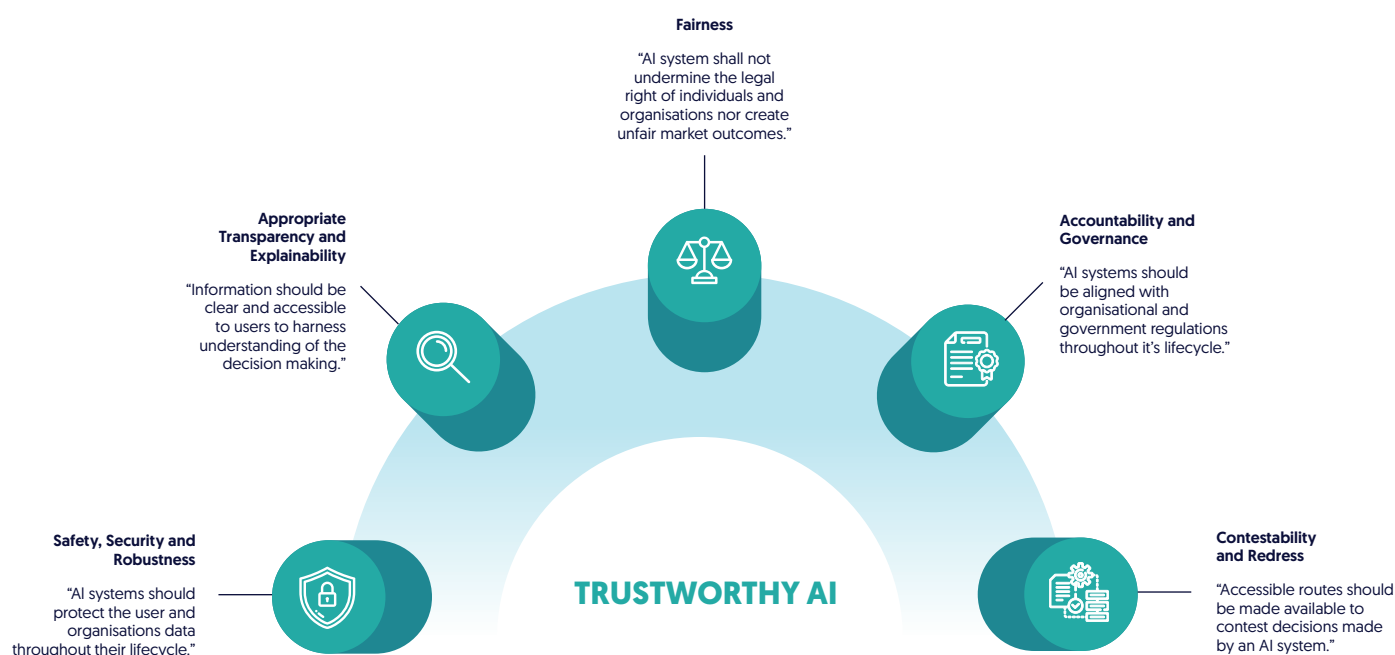 Fairness
“AI system shall not
undermine the legal
right of individuals and
organisations nor create
unfair market outcomes.”
Appropriate
Transparency and
Explainability
“Information should be
clear and accessible
to users to harness
understanding of the
decision making.”
Accountability and
Governance
“AI systems should
be aligned with
organisational and
government regulations
throughout it’s lifecycle.”
Safety, Security and
Robustness
“AI systems should
protect the user and
organisations data
throughout their lifecycle.”
TRUSTWORTHY AI
Contestability
and Redress
“Accessible routes should
be made available to
contest decisions made
by an AI system.”